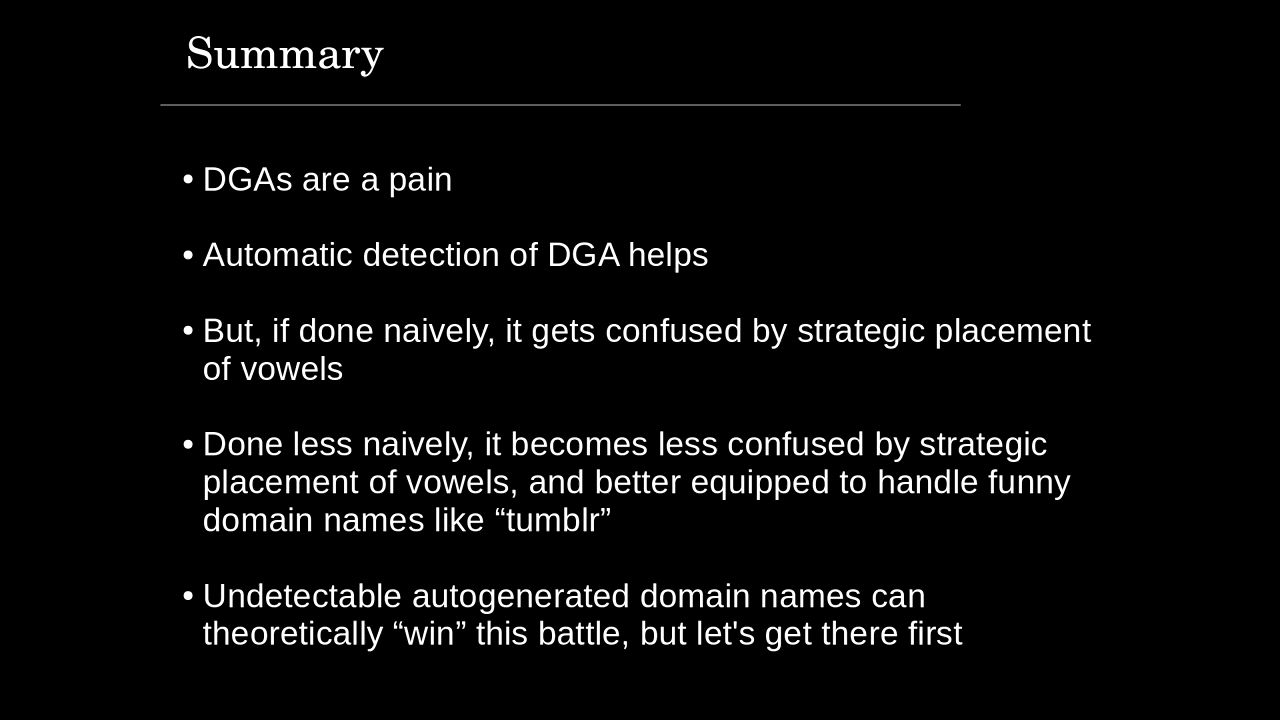 Summary
• DGAs are a pain
• Automatic detection of DGA helps
• But, if done naively, it gets confused by strategic placement
of vowels
• Done less naively, it becomes less confused by strategic
placement of vowels, and better equipped to handle funny
domain names like “tumblr”
• Undetectable autogenerated domain names can
theoretically “win” this battle, but let's get there first